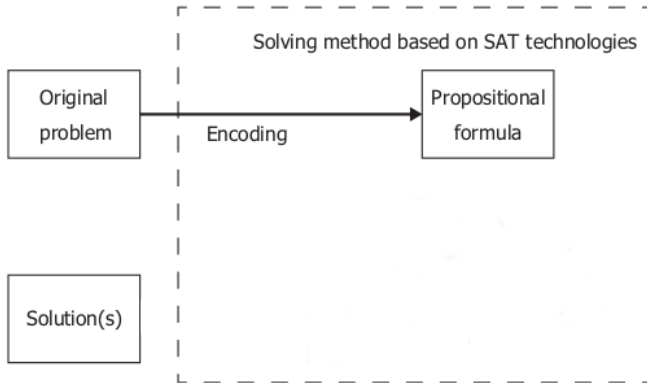 Solving method based on SAT technologies
Original
problem
Encoding
Propositional
formula
Solution(s)